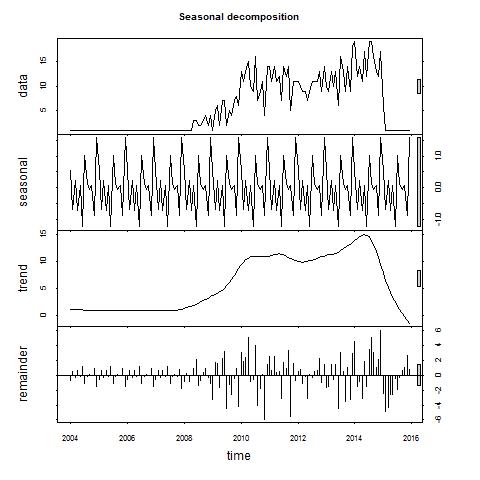 Seasonal decomposition
data
5 10 15
seasonal
-1.0 0.0 1.0
trend
0 5 10 15
remainder
-6 -4 -2 0 2 4 6
2004 2006 2008 2010 2012 2014 2016
time